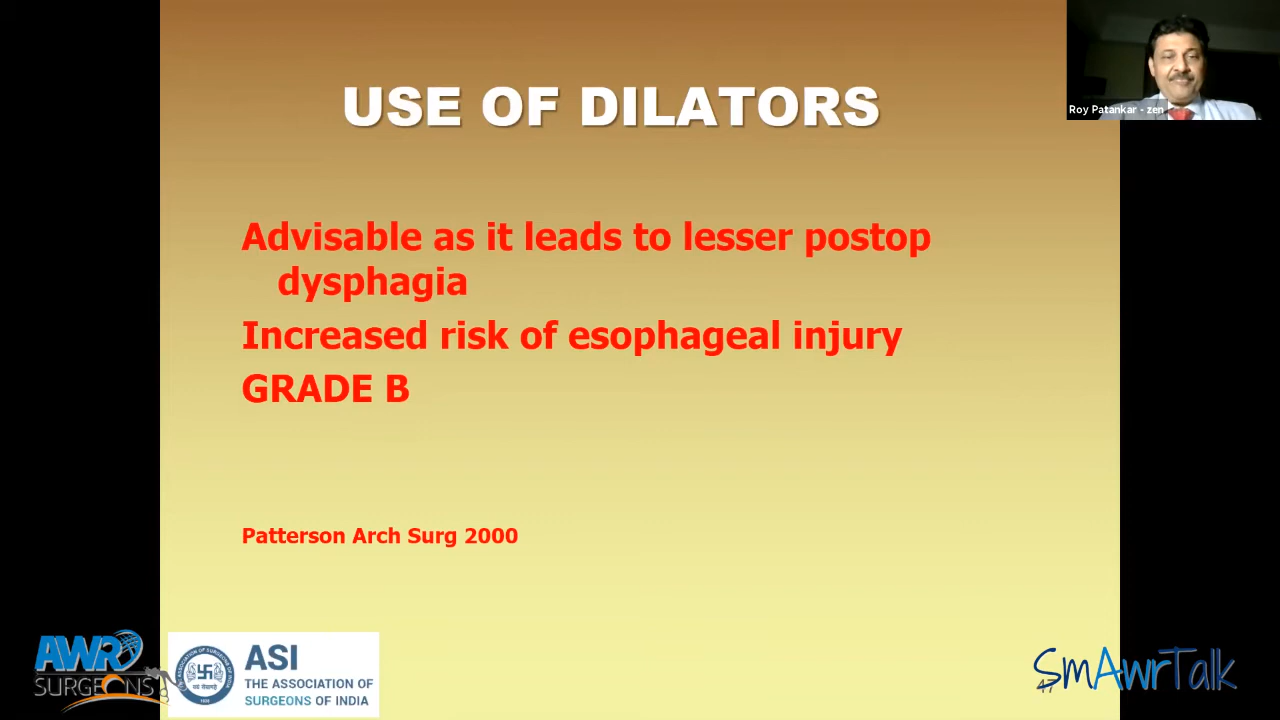 USE OF DILATORS
Roy Patankar - zen
Advisable as it leads to lesser postop
dysphagia
Increased risk of esophageal injury
GRADE B
Patterson Arch Surg 2000
AWR
SURGEONS
ASI
THE ASSOCIATION OF
SURGEONS OF INDIA
SmAwrTalk
47